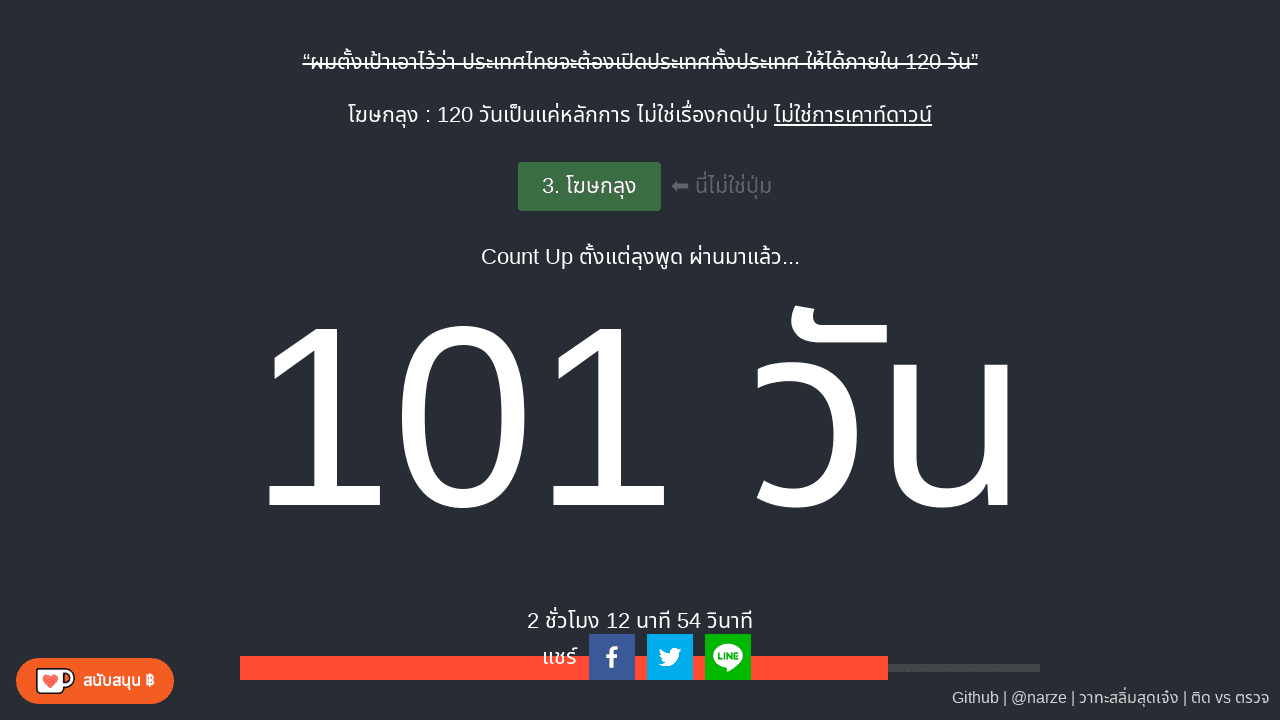 “ผมตั้งเป้าเอาไว้ว่า ประเทศไทยจะต้องเปิดประเทศทั้งประเทศ ให้ได้ภายใน 120 วัน”
โฆษกลุง : 120 วันเป็นแค่หลักการ ไม่ใช่เรื่องกดปุ่ม ไม่ใช่การเคาท์ดาวน์
3. โฆษกลุง ⬅ นี่ไม่ใช่ปุ่ม
Count Up ตั้งแต่ลุงพูด ผ่านมาแล้ว...
101 วัน
2 ชั่วโมง 12 นาที 54 วินาที
แชร์ LINE
สนับสนุน ฿
Github | @narze | วาทะสลิ่มสุดเจ๋ง | ติด vs ตรวจ